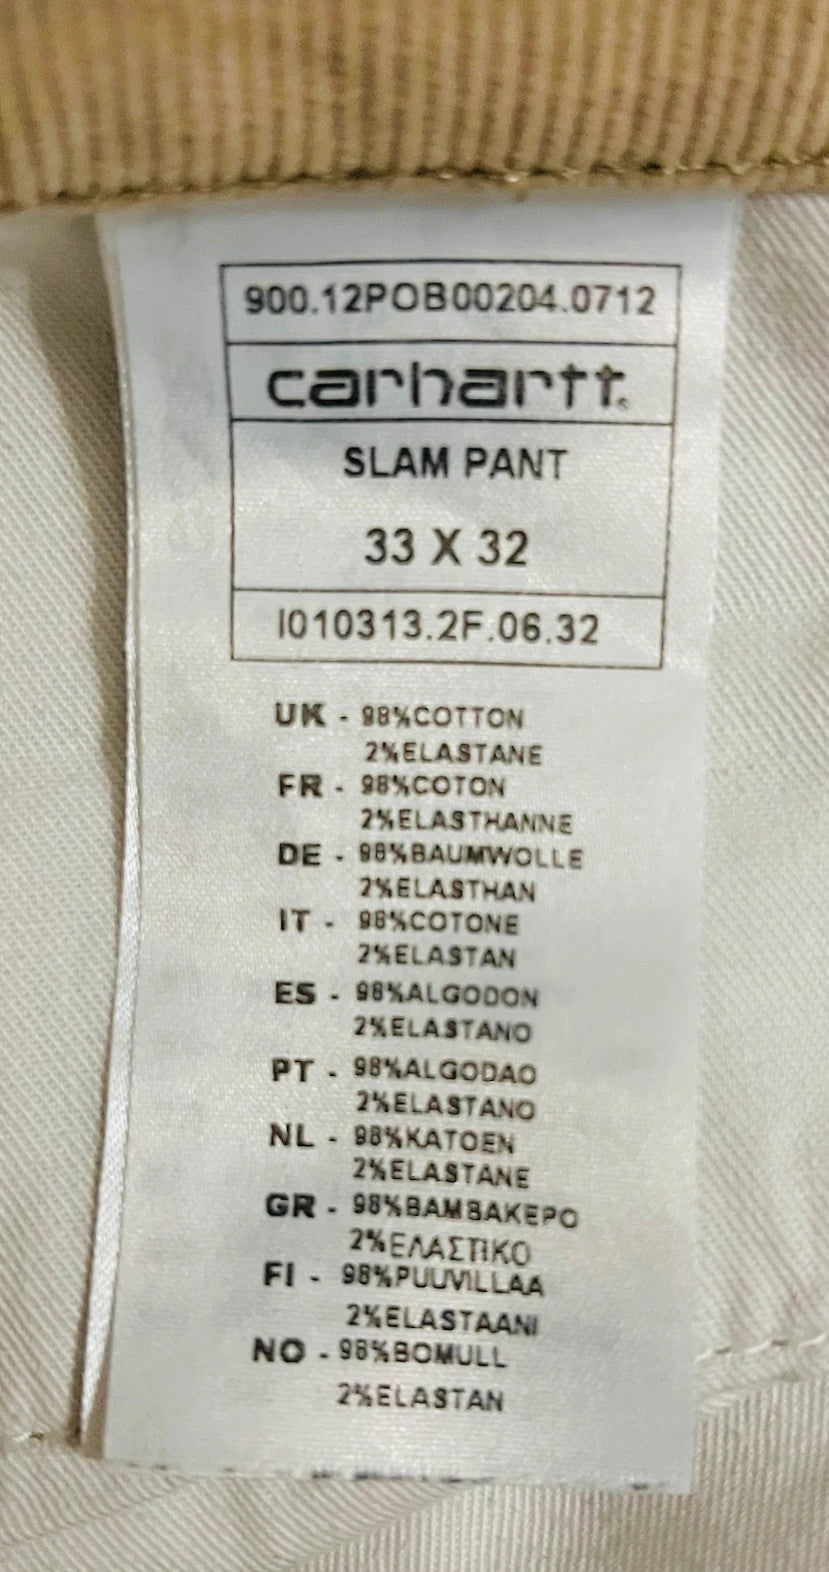 900.12POB00204.0712
carhartt.
SLAM PANT
33 X 32
I010313.2F.06.32
UK - 98%COTTON
2%ELASTANE
FR - 98%COTON
2%ELASTHANNE
DE - 98%BAUMWOLLE
2%ELASTHAN
IT - 98%COTONE
2%ELASTAN
ES - 98%ALGODON
2%ELASTANO
PT - 98%ALGODAO
2%ELASTANO
NL - 98%KATOEN
2%ELASTANE
GR - 98%ΒΑΜΒΑΚΕΡΟ
2%ΕΛΑΣΤΙΚΟ
FI - 98%PUUVILLAA
2%ELASTAANI
NO - 98%BOMULL
2%ELASTAN